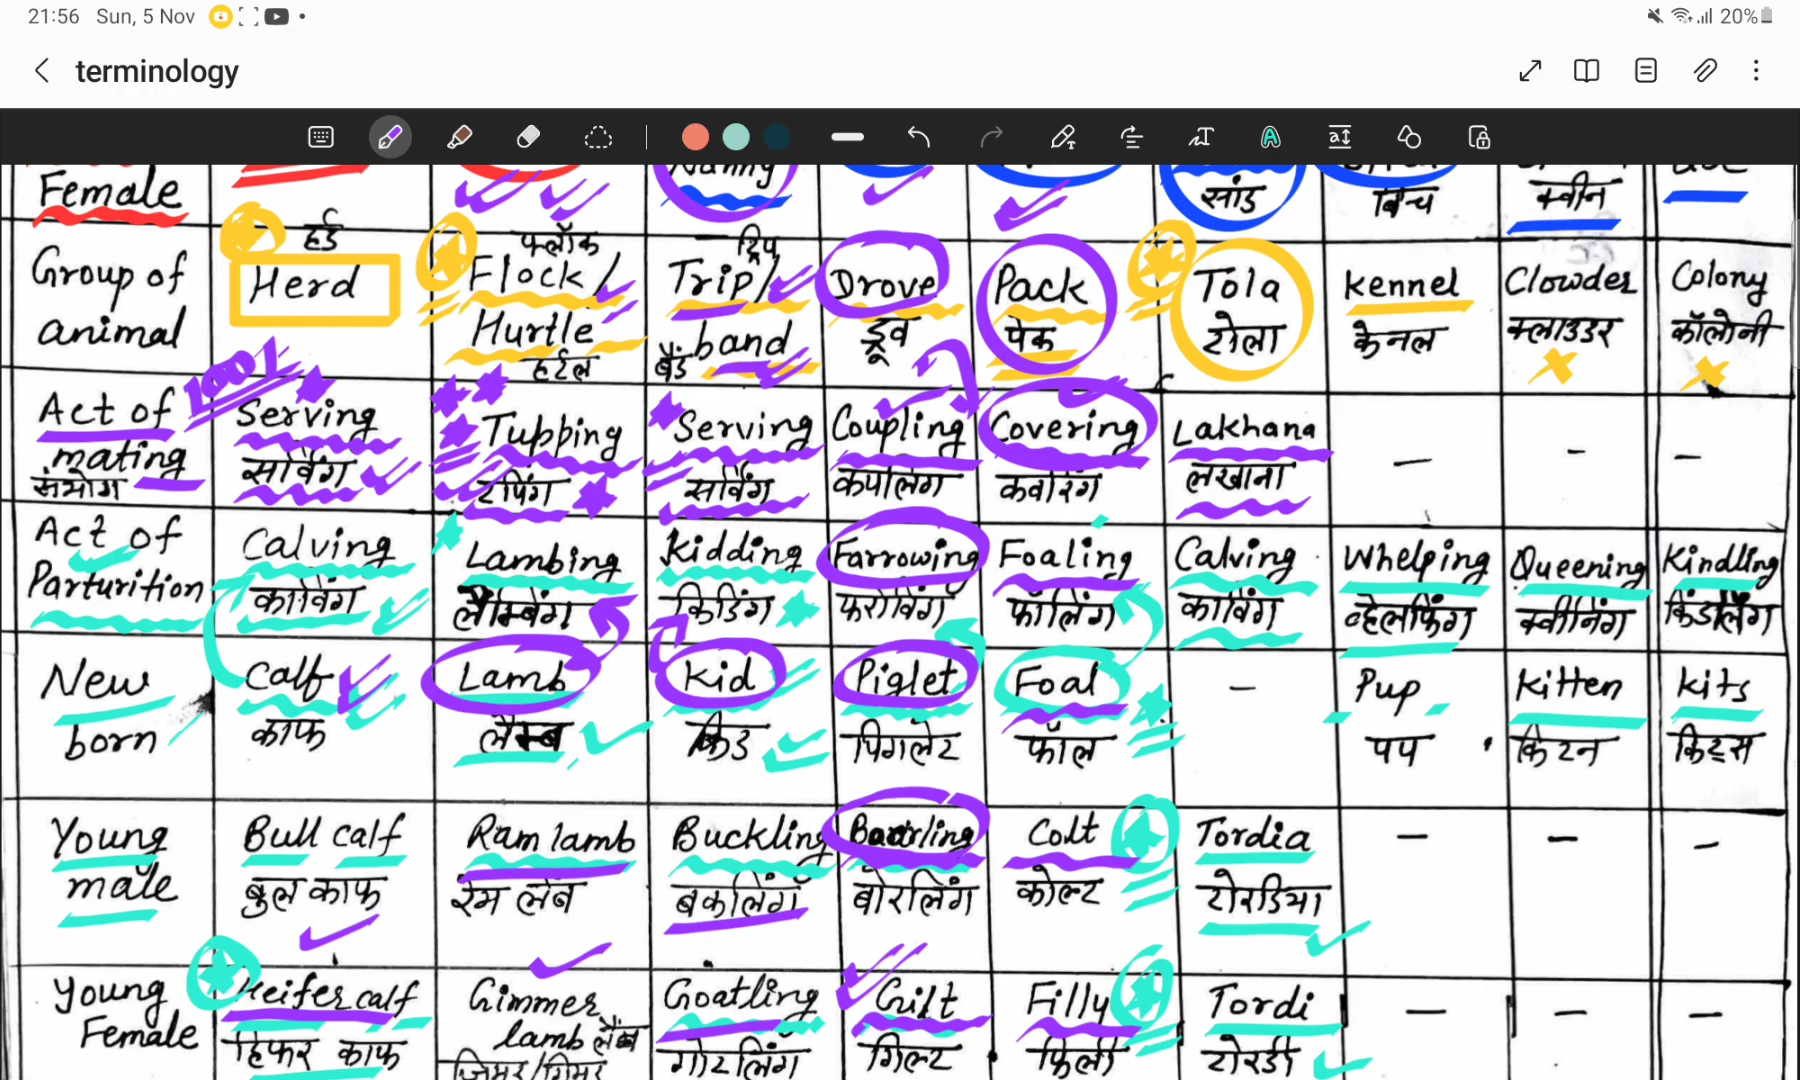 21:56 Sun, 5 Nov
20%
terminology
Female
Nanny
सांड
बिच
क्वीन
Group of animal
हर्ड
Herd
फ्लॉक
Flock/
Hurtle
हर्टल
ट्रिप
Trip/
बैंड band
Drove
ड्रूव
Pack
पेक
Tola
टोला
kennel
केनल
Clowder
क्लाउडर
Colony
कॉलोनी
Act of mating
संभोग
100%
Serving
सर्विंग
Tupping
टपिंग
Serving
सर्विंग
Coupling
कपलिंग
Covering
कवरिंग
Lakhana
लखाना
-
-
-
Act of Parturition
Calving
काविंग
Lambing
लैम्बिंग
Kidding
किडिंग
Farrowing
फरोविंग
Foaling
फॉलिंग
Calving
काविंग
Whelping
व्हेलफिंग
Queening
क्वीनिंग
Kindling
किंडलिंग
New born
Calf
काफ
Lamb
लैम्ब
Kid
किड
Piglet
पिगलेट
Foal
फॉल
-
Pup
पप
Kitten
किटन
Kits
किट्स
Young male
Bull calf
बुल काफ
Ram lamb
रेम लेंब
Buckling
बकलिंग
Boarling
बोरलिंग
Colt
कोल्ट
Tordia
टोरडिया
-
-
-
Young Female
Heifer calf
हिफर काफ
Gimmer lamb लेंब
जिमर/गिमर
Goatling
गोटलिंग
Gilt
गिल्ट
Filly
फिली
Tordi
टोरडी
-
-
-